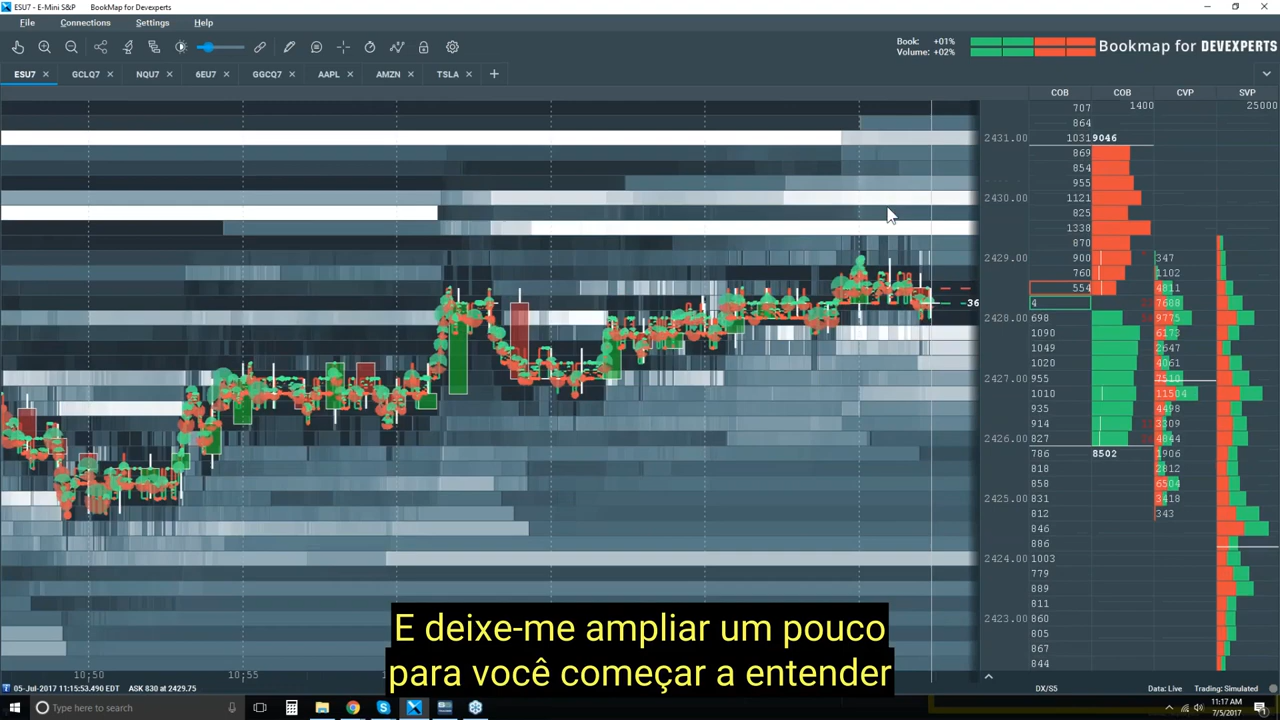 ESU7 - E-Mini S&P BookMap for Devexperts
File Connections Settings Help
Book: +01%
Volume: +02%
Bookmap for DEVEXPERTS
ESU7 × GCLQ7 × NQU7 × 6EU7 × GGCQ7 × AAPL × AMZN × TSLA × +
COB COB CVP SVP
707 1400 25000
864
2431.00 1031 9046
869
854
955
2430.00 1121
825
1338
870
2429.00 900 347
760 1102
554 4811
36 4 7688
2428.00 698 9775
1090 6173
1049 2647
1020 4061
2427.00 955 7510
1010 11504
935 4498
914 3309
2426.00 827 4844
786 8502 1906
818 2812
858 6504
2425.00 831 3418
812 343
846
886
2424.00 1003
779
889
811
2423.00 860
805
867
844
E deixe-me ampliar um pouco
para você começar a entender
10:50 10:55
05-Jul-2017 11:15:53.490 EDT ASK 830 at 2429.75
DX/S5 Data: Live Trading: Simulated
Type here to search
11:17 AM
7/5/2017